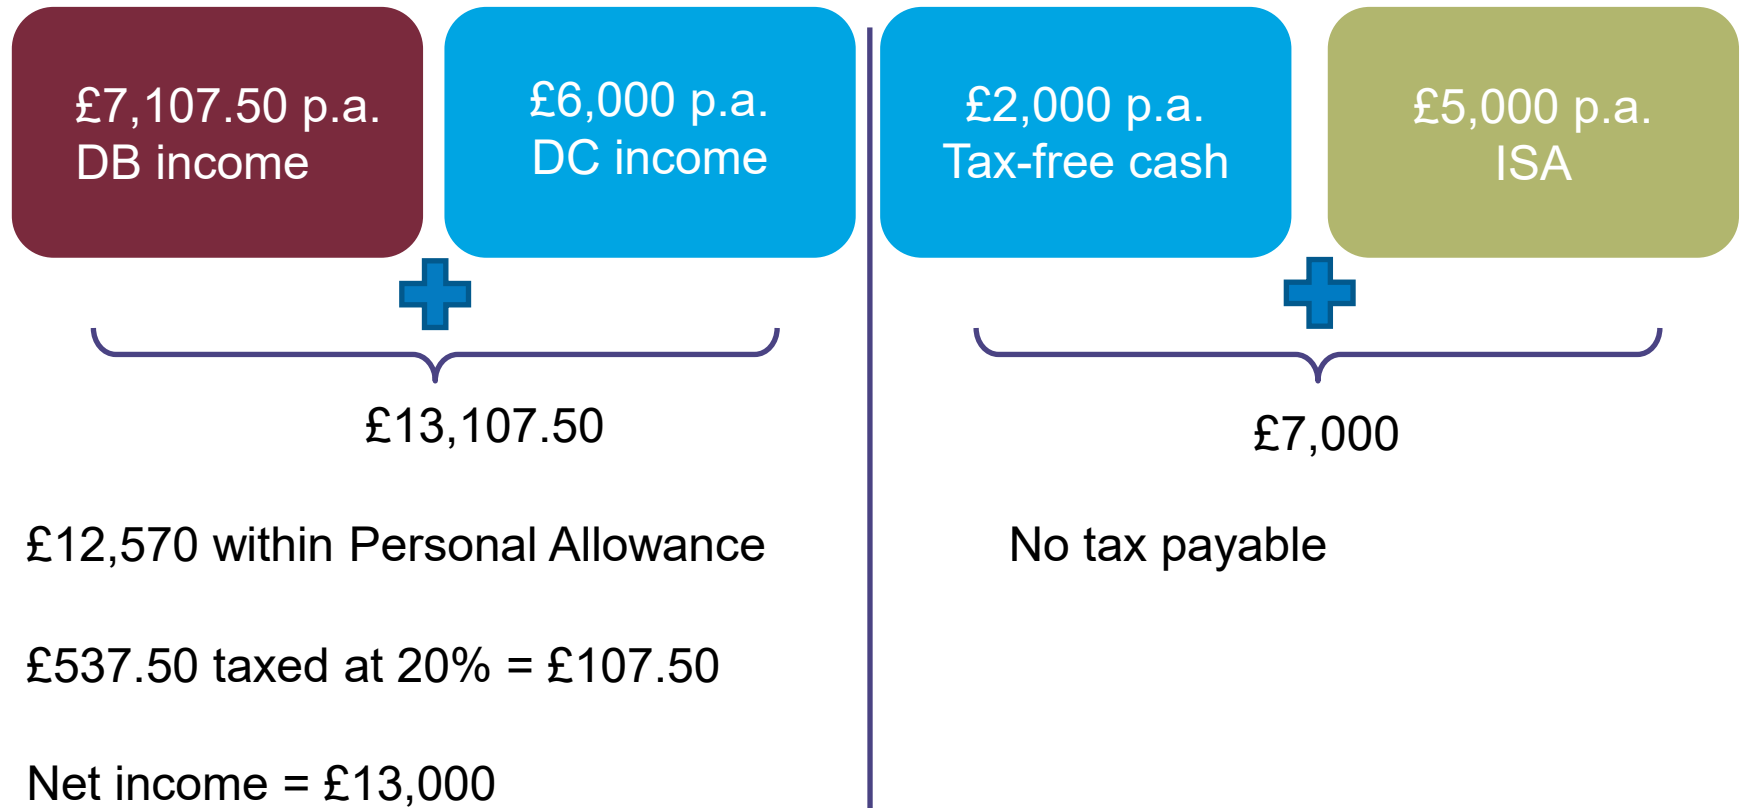 £7,107.50 p.a.
DB income
£6,000 p.a.
DC income
£13,107.50
£12,570 within Personal Allowance
£537.50 taxed at 20% = £107.50
Net income = £13,000
£2,000 p.a.
Tax-free cash
£5,000 p.a.
ISA
£7,000
No tax payable